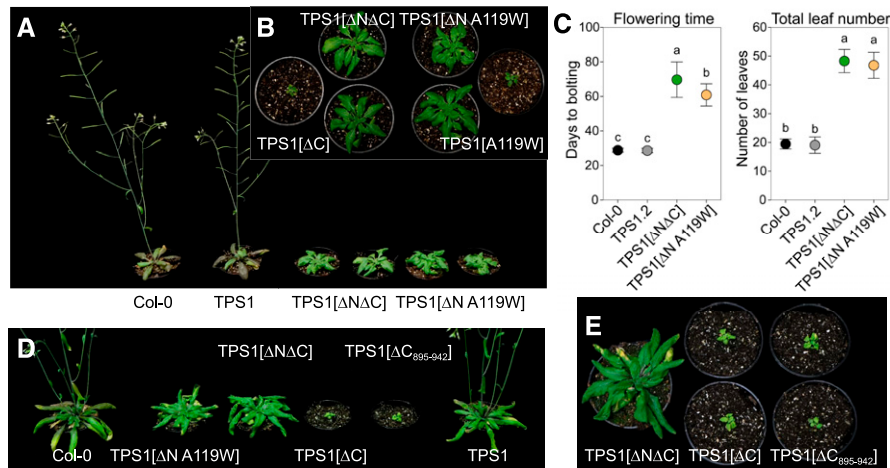 A
Col-0 TPS1 TPS1[ΔNΔC] TPS1[ΔN A119W]
B
TPS1[ΔNΔC] TPS1[ΔN A119W]
TPS1[ΔC] TPS1[A119W]
C
Flowering time
Days to bolting
100
80
60
40
20
0
c c a b
Col-0 TPS1.2 TPS1[ΔNΔC] TPS1[ΔN A119W]
Total leaf number
Number of leaves
60
50
40
30
20
10
0
b b a a
Col-0 TPS1.2 TPS1[ΔNΔC] TPS1[ΔN A119W]
D
TPS1[ΔNΔC] TPS1[ΔC895-942]
Col-0 TPS1[ΔN A119W] TPS1[ΔC] TPS1
E
TPS1[ΔNΔC] TPS1[ΔC] TPS1[ΔC895-942]